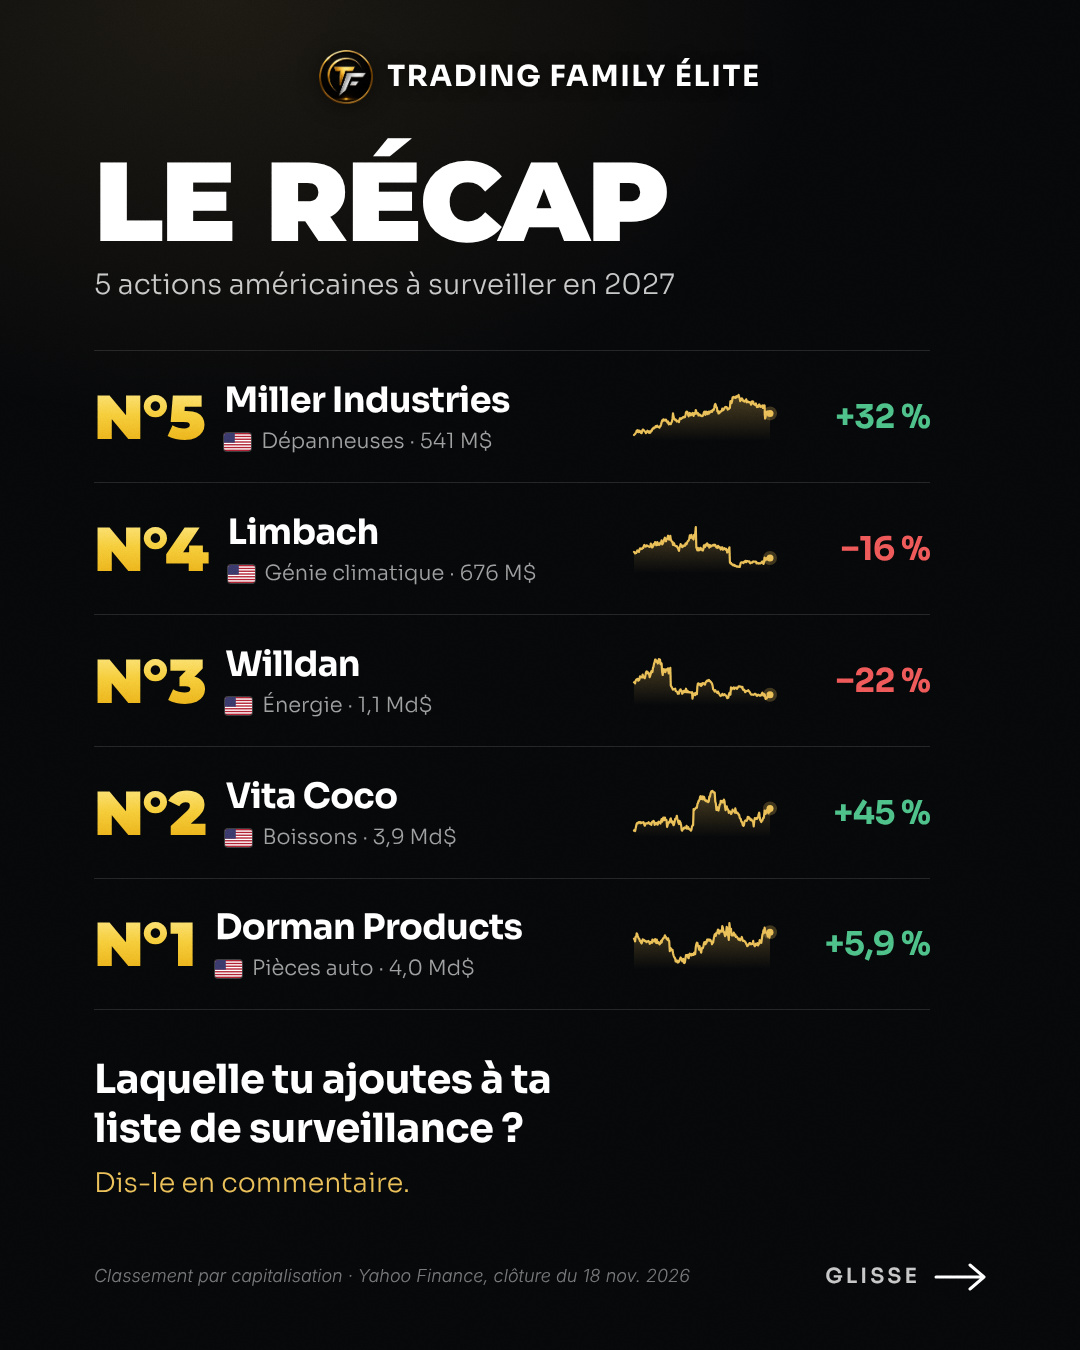 TF
TRADING FAMILY ÉLITE
LE RÉCAP
5 actions américaines à surveiller en 2027
N°5
Miller Industries
Dépanneuses · 541 M$
+32 %
N°4
Limbach
Génie climatique · 676 M$
−16 %
N°3
Willdan
Énergie · 1,1 Md$
−22 %
N°2
Vita Coco
Boissons · 3,9 Md$
+45 %
N°1
Dorman Products
Pièces auto · 4,0 Md$
+5,9 %
Laquelle tu ajoutes à ta
liste de surveillance ?
Dis-le en commentaire.
Classement par capitalisation · Yahoo Finance, clôture du 18 nov. 2026
GLISSE